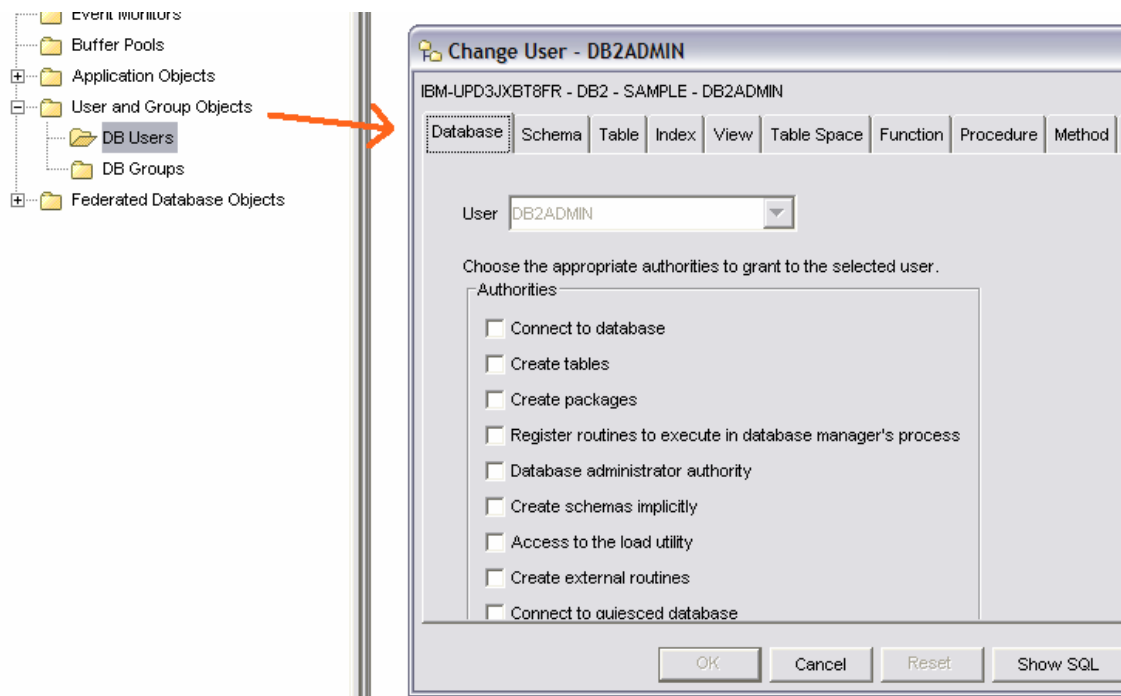 Event Monitors
Buffer Pools
Application Objects
User and Group Objects
DB Users
DB Groups
Federated Database Objects
Change User - DB2ADMIN
IBM-UPD3JXBT8FR - DB2 - SAMPLE - DB2ADMIN
Database Schema Table Index View Table Space Function Procedure Method
User DB2ADMIN
Choose the appropriate authorities to grant to the selected user.
Authorities
Connect to database
Create tables
Create packages
Register routines to execute in database manager's process
Database administrator authority
Create schemas implicitly
Access to the load utility
Create external routines
Connect to quiesced database
OK Cancel Reset Show SQL